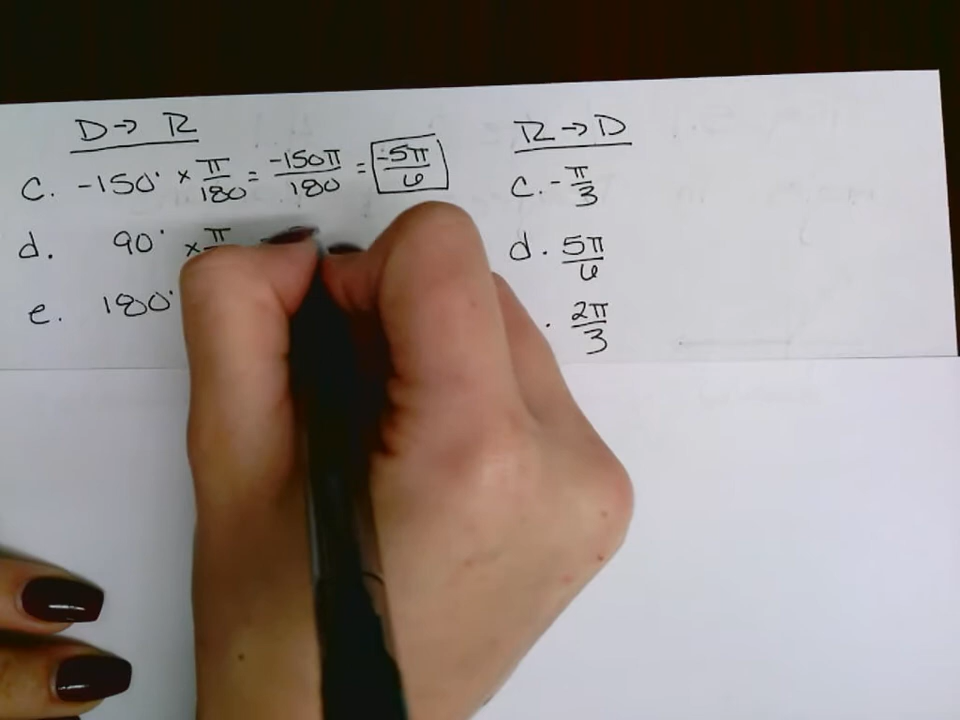 D → R
c. -150° × π/180 = -150π/180 = -5π/6
d. 90° × π
e. 180°
R → D
c. -π/3
d. 5π/6
. 2π/3